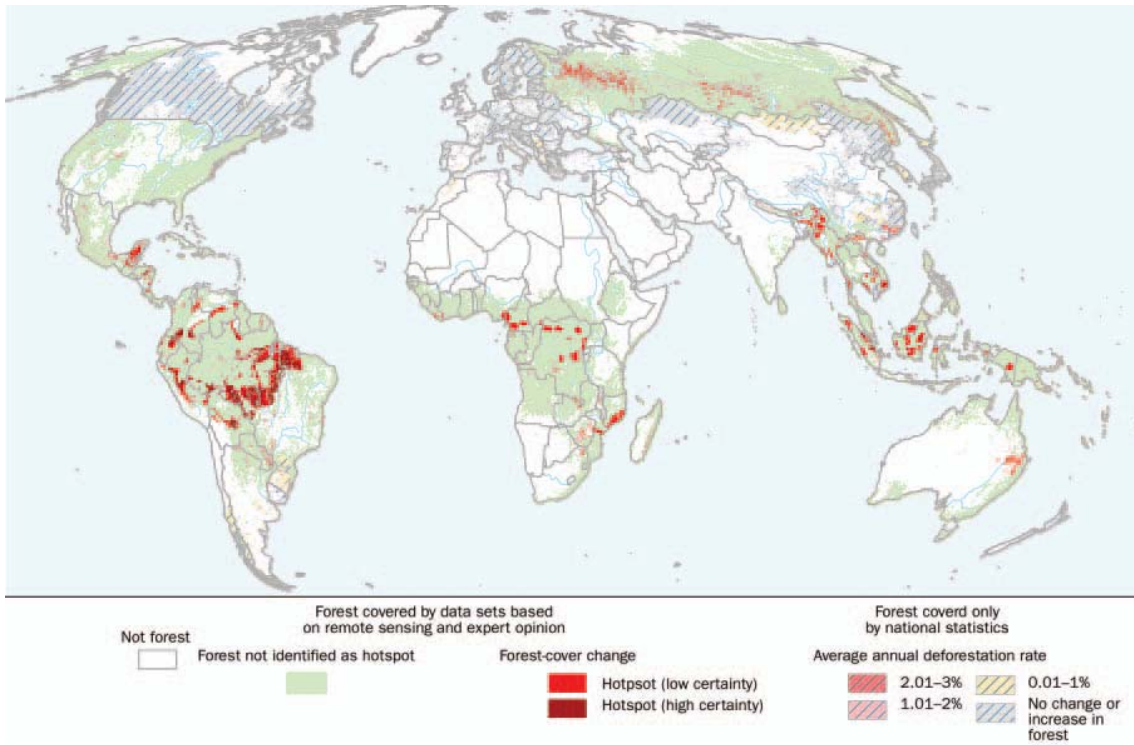 Forest covered by data sets based
on remote sensing and expert opinion
Forest coverd only
by national statistics
Not forest
Forest not identified as hotspot
Forest-cover change
Average annual deforestation rate
Hotpsot (low certainty)
Hotspot (high certainty)
2.01–3%
1.01–2%
0.01–1%
No change or
increase in
forest